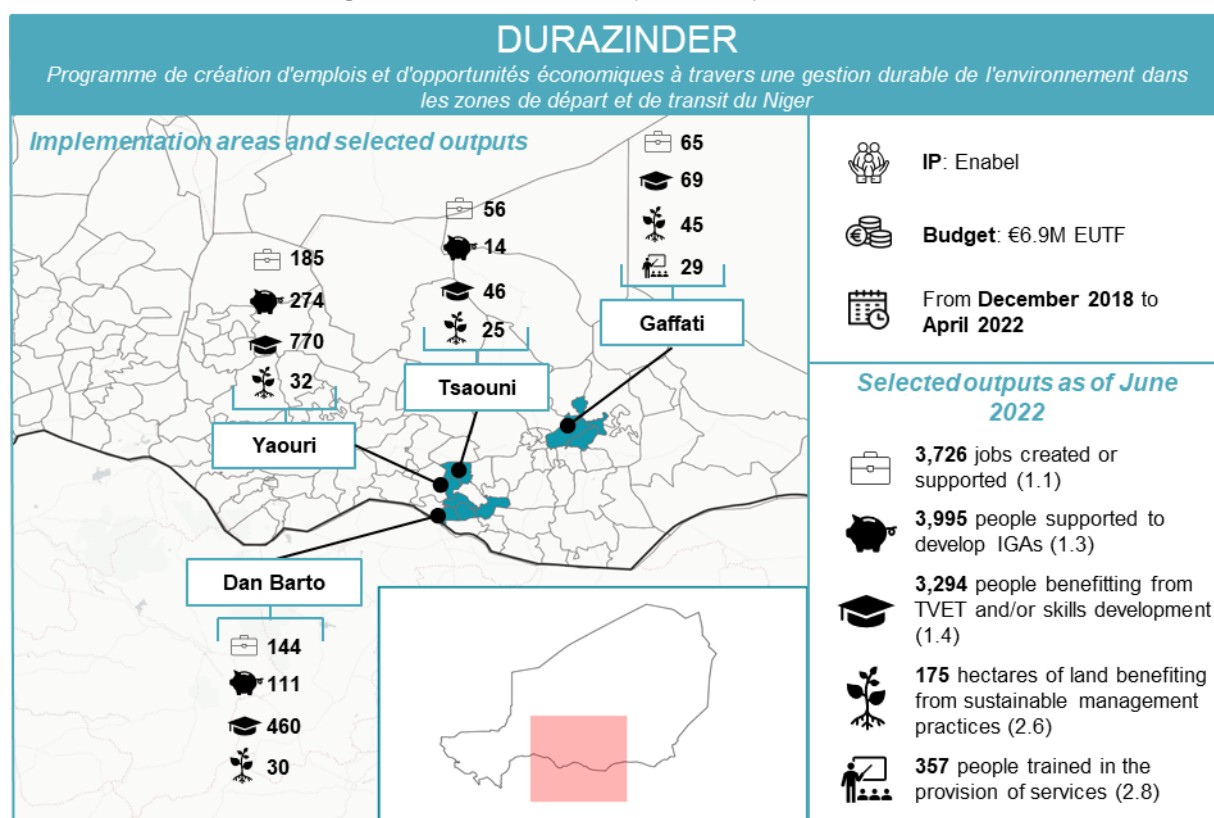 DURAZINDER
Programme de création d'emplois et d'opportunités économiques à travers une gestion durable de l'environnement dans
les zones de départ et de transit du Niger
Implementation areas and selected outputs
185
274
770
32
Yaouri
56
14
46
25
Tsaouni
65
69
45
29
Gaffati
Dan Barto
144
111
460
30
IP: Enabel
Budget: €6.9M EUTF
From December 2018 to
April 2022
Selected outputs as of June
2022
3,726 jobs created or
supported (1.1)
3,995 people supported to
develop IGAs (1.3)
3,294 people benefitting from
TVET and/or skills development
(1.4)
175 hectares of land benefiting
from sustainable management
practices (2.6)
357 people trained in the
provision of services (2.8)